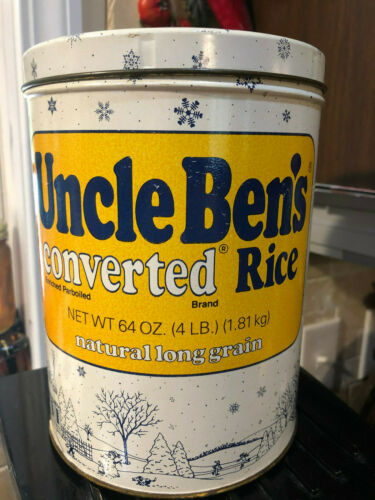 Uncle Ben's®
converted® Rice
Enriched Parboiled
Brand
NET WT 64 OZ. (4 LB.) (1.81 kg)
natural long grain